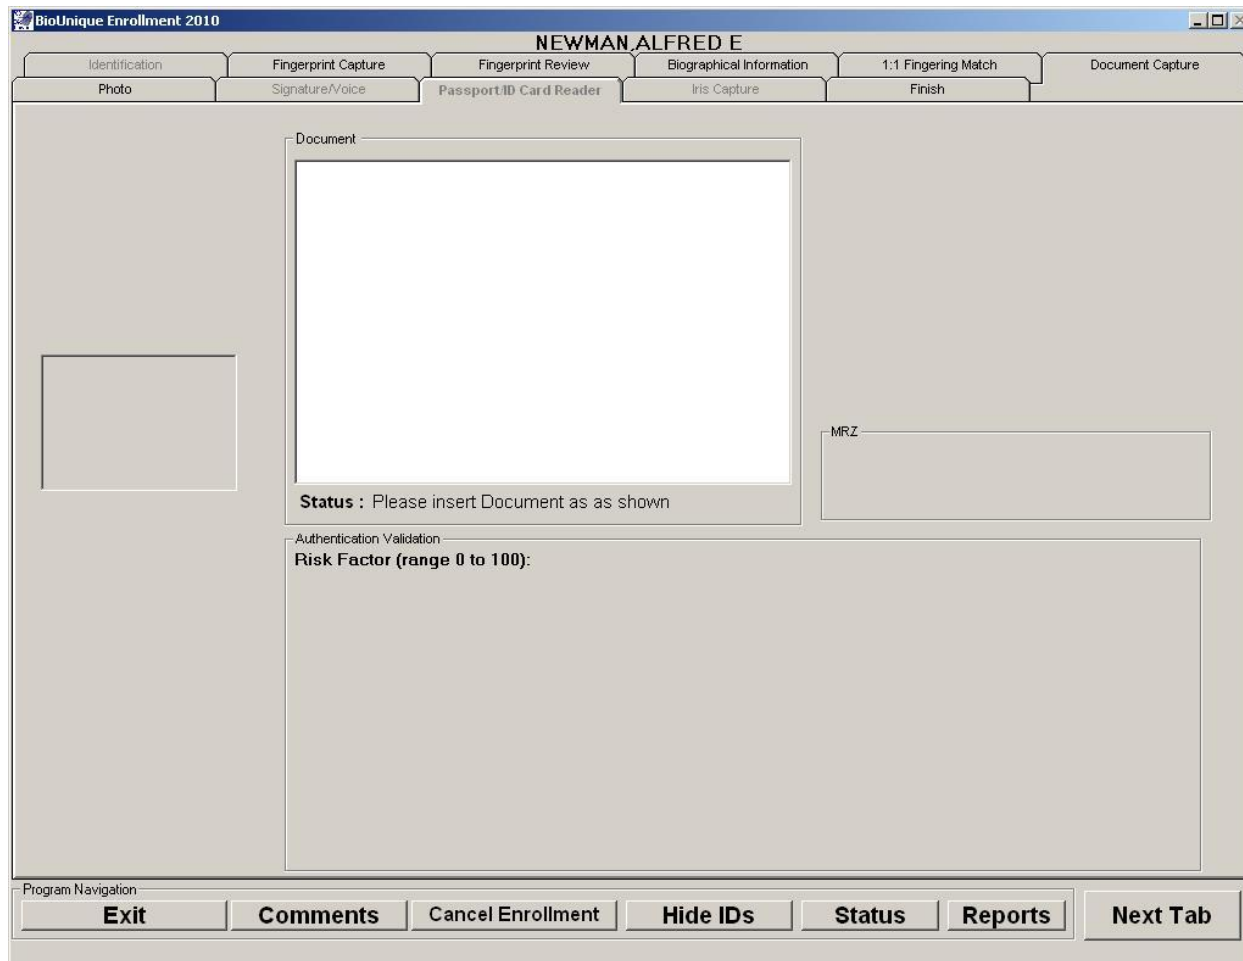 BioUnique Enrollment 2010
NEWMAN,ALFRED E
Identification Fingerprint Capture Fingerprint Review Biographical Information 1:1 Fingering Match Document Capture
Photo Signature/Voice Passport/ID Card Reader Iris Capture Finish
Document
MRZ
Status : Please insert Document as as shown
Authentication Validation
Risk Factor (range 0 to 100):
Program Navigation
Exit Comments Cancel Enrollment Hide IDs Status Reports Next Tab